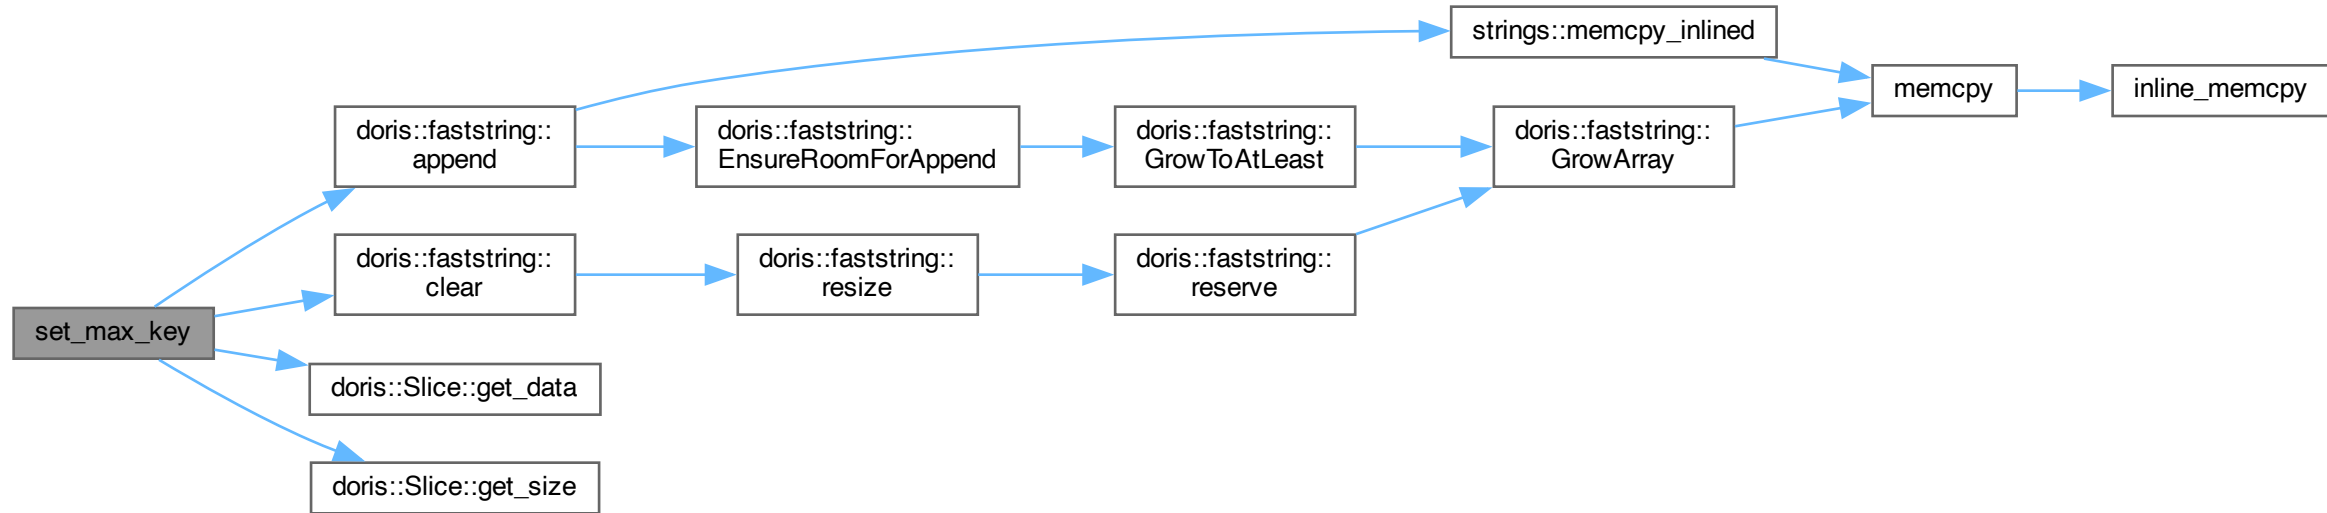 set_max_key
doris::faststring::
append
doris::faststring::
clear
doris::Slice::get_data
doris::Slice::get_size
doris::faststring::
EnsureRoomForAppend
doris::faststring::
resize
doris::faststring::
GrowToAtLeast
doris::faststring::
reserve
strings::memcpy_inlined
doris::faststring::
GrowArray
memcpy
inline_memcpy